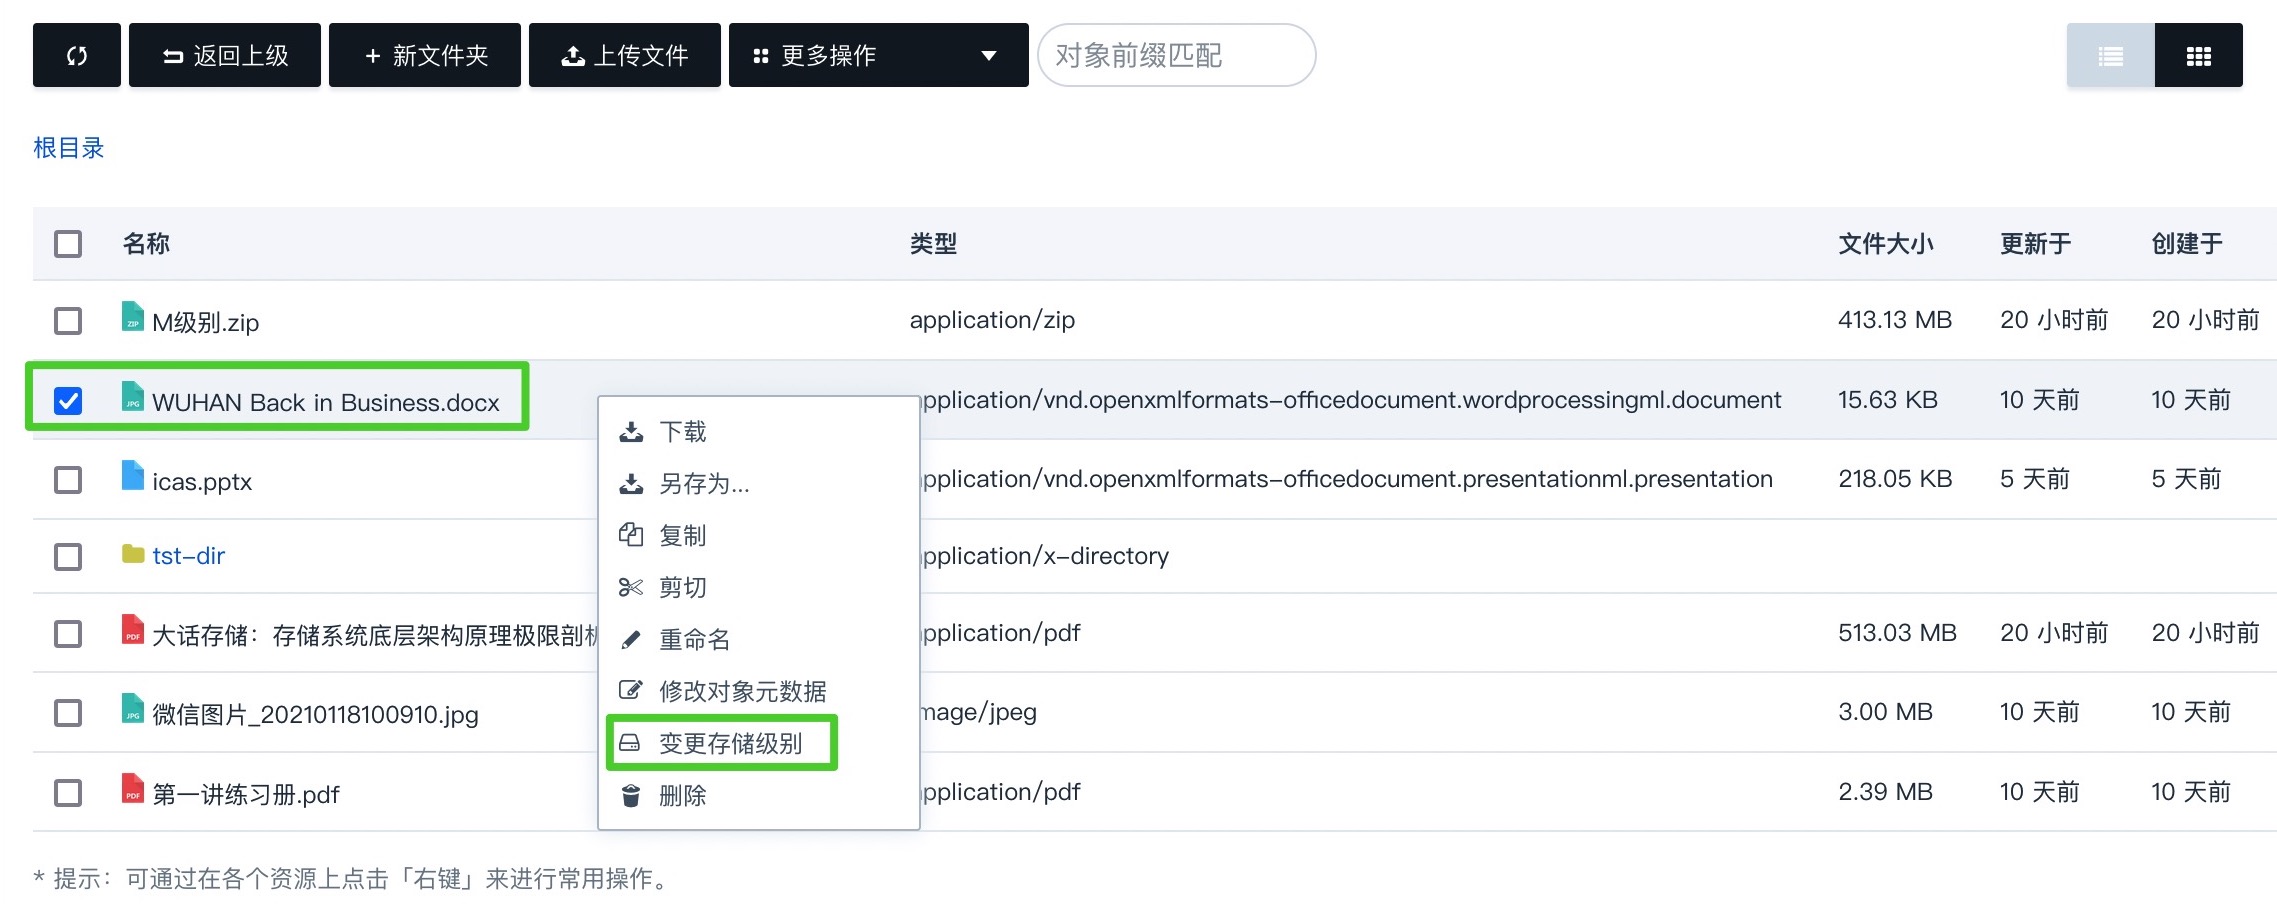 返回上级 新文件夹 上传文件 更多操作 对象前缀匹配
根目录
名称 类型 文件大小 更新于 创建于
ZIP M级别.zip application/zip 413.13 MB 20 小时前 20 小时前
JPG WUHAN Back in Business.docx pplication/vnd.openxmlformats-officedocument.wordprocessingml.document 15.63 KB 10 天前 10 天前
icas.pptx pplication/vnd.openxmlformats-officedocument.presentationml.presentation 218.05 KB 5 天前 5 天前
tst-dir pplication/x-directory
PDF 大话存储：存储系统底层架构原理极限剖 pplication/pdf 513.03 MB 20 小时前 20 小时前
JPG 微信图片_20210118100910.jpg mage/jpeg 3.00 MB 10 天前 10 天前
PDF 第一讲练习册.pdf pplication/pdf 2.39 MB 10 天前 10 天前
下载
另存为...
复制
剪切
重命名
修改对象元数据
变更存储级别
删除
* 提示：可通过在各个资源上点击「右键」来进行常用操作。